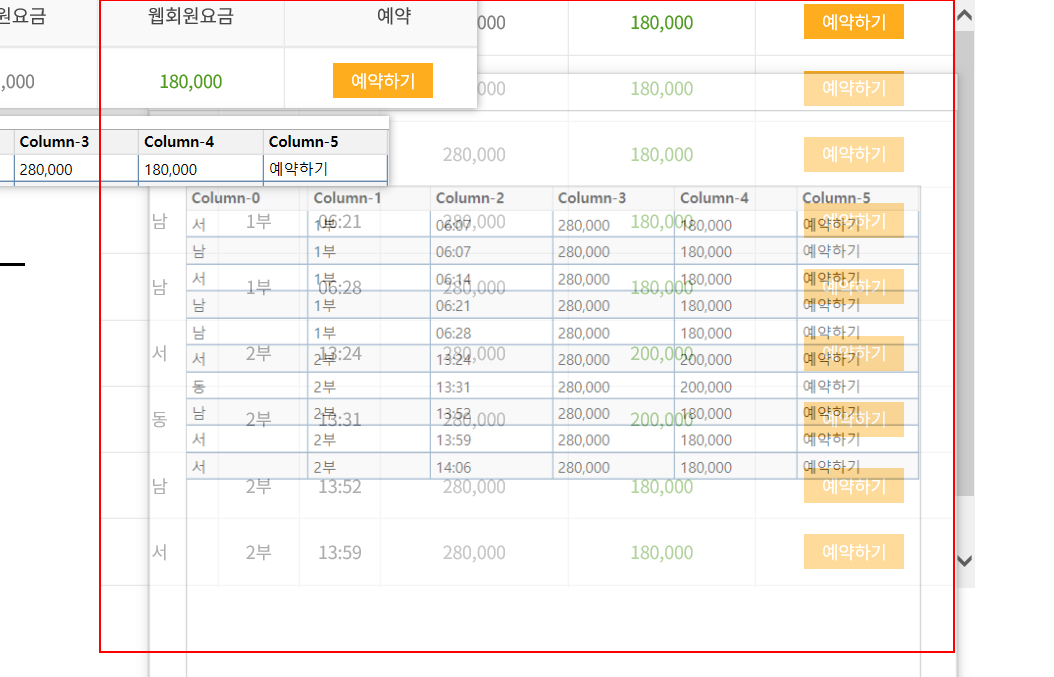 원요금 웹회원요금 예약
,000 180,000 예약하기
000 180,000 예약하기
000 180,000 예약하기
280,000 180,000 예약하기
Column-3 Column-4 Column-5
280,000 180,000 예약하기
남 1부 06:21 280,000 180,000 예약하기
남 1부 06:28 280,000 180,000 예약하기
서 2부 13:24 280,000 200,000 예약하기
동 2부 13:31 280,000 200,000 예약하기
남 2부 13:52 280,000 180,000 예약하기
서 2부 13:59 280,000 180,000 예약하기
Column-0 Column-1 Column-2 Column-3 Column-4 Column-5
서 1부 06:07 280,000 180,000 예약하기
남 1부 06:07 280,000 180,000 예약하기
서 1부 06:14 280,000 180,000 예약하기
남 1부 06:21 280,000 180,000 예약하기
남 1부 06:28 280,000 180,000 예약하기
서 2부 13:24 280,000 200,000 예약하기
동 2부 13:31 280,000 200,000 예약하기
남 2부 13:52 280,000 180,000 예약하기
서 2부 13:59 280,000 180,000 예약하기
서 2부 14:06 280,000 180,000 예약하기